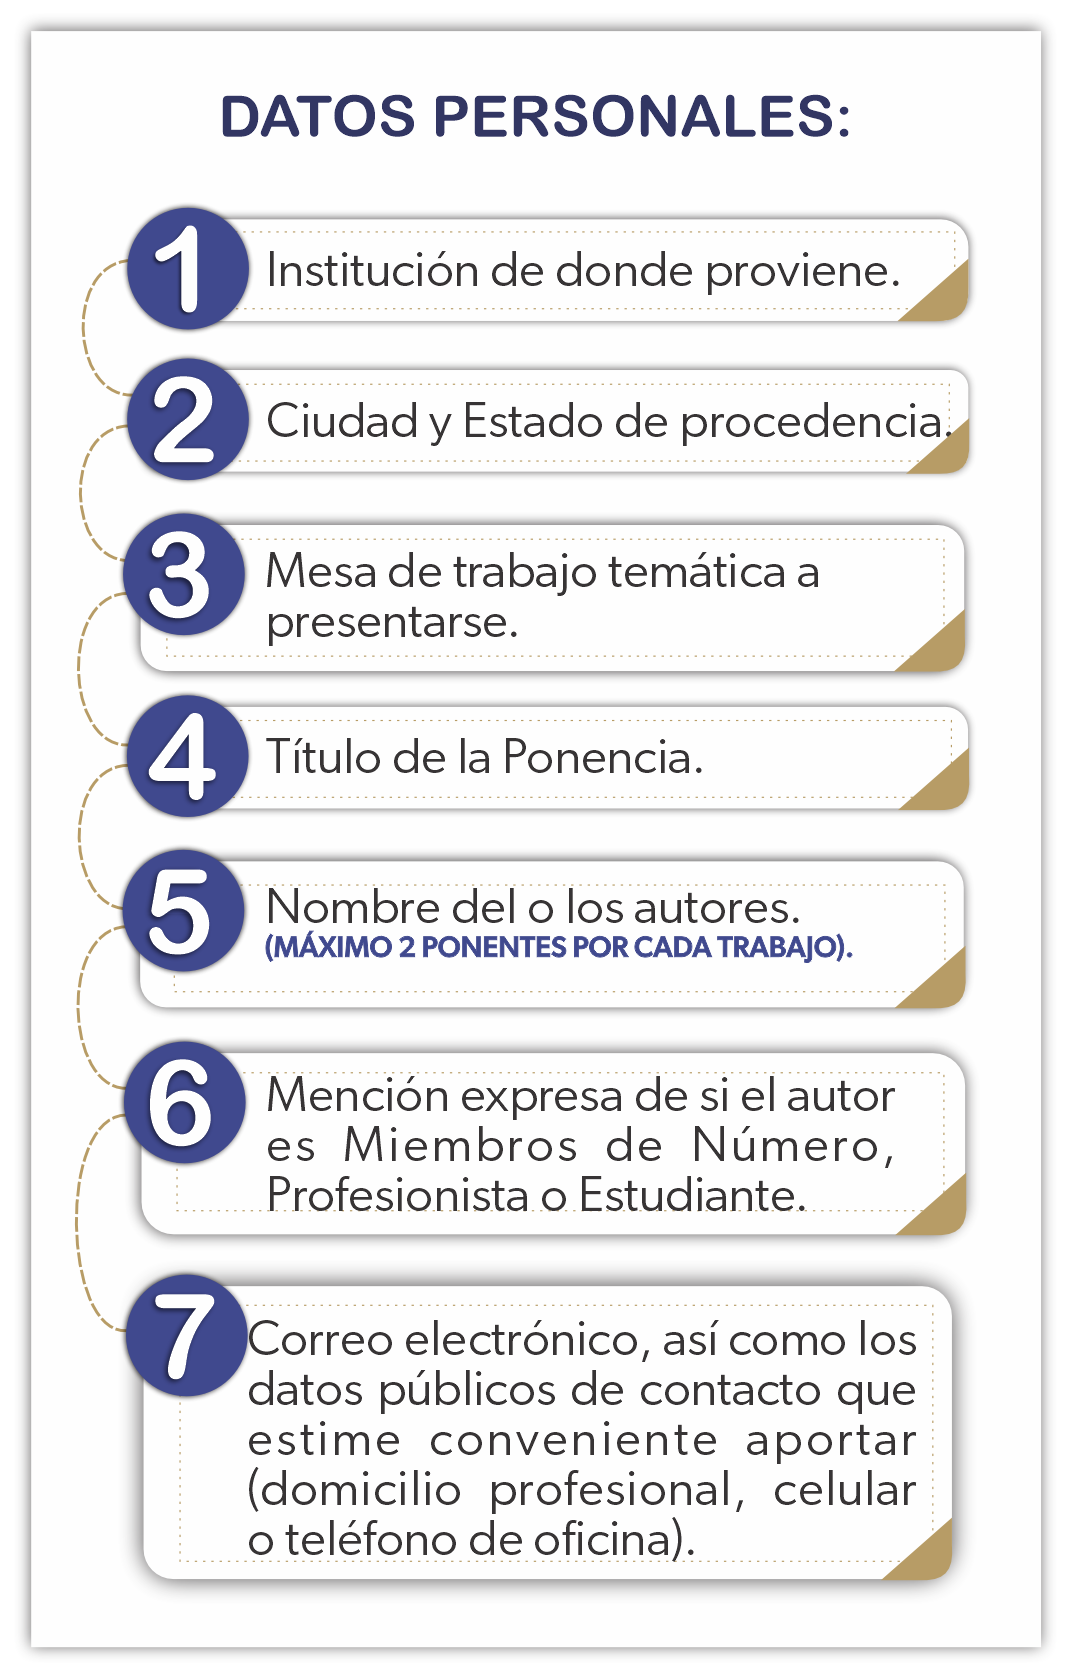 DATOS PERSONALES:
1
Institución de donde proviene.
2
Ciudad y Estado de procedencia.
3
Mesa de trabajo temática a
presentarse.
4
Título de la Ponencia.
5
Nombre del o los autores.
(MÁXIMO 2 PONENTES POR CADA TRABAJO).
6
Mención expresa de si el autor
es Miembros de Número,
Profesionista o Estudiante.
7
Correo electrónico, así como los
datos públicos de contacto que
estime conveniente aportar
(domicilio profesional, celular
o teléfono de oficina).